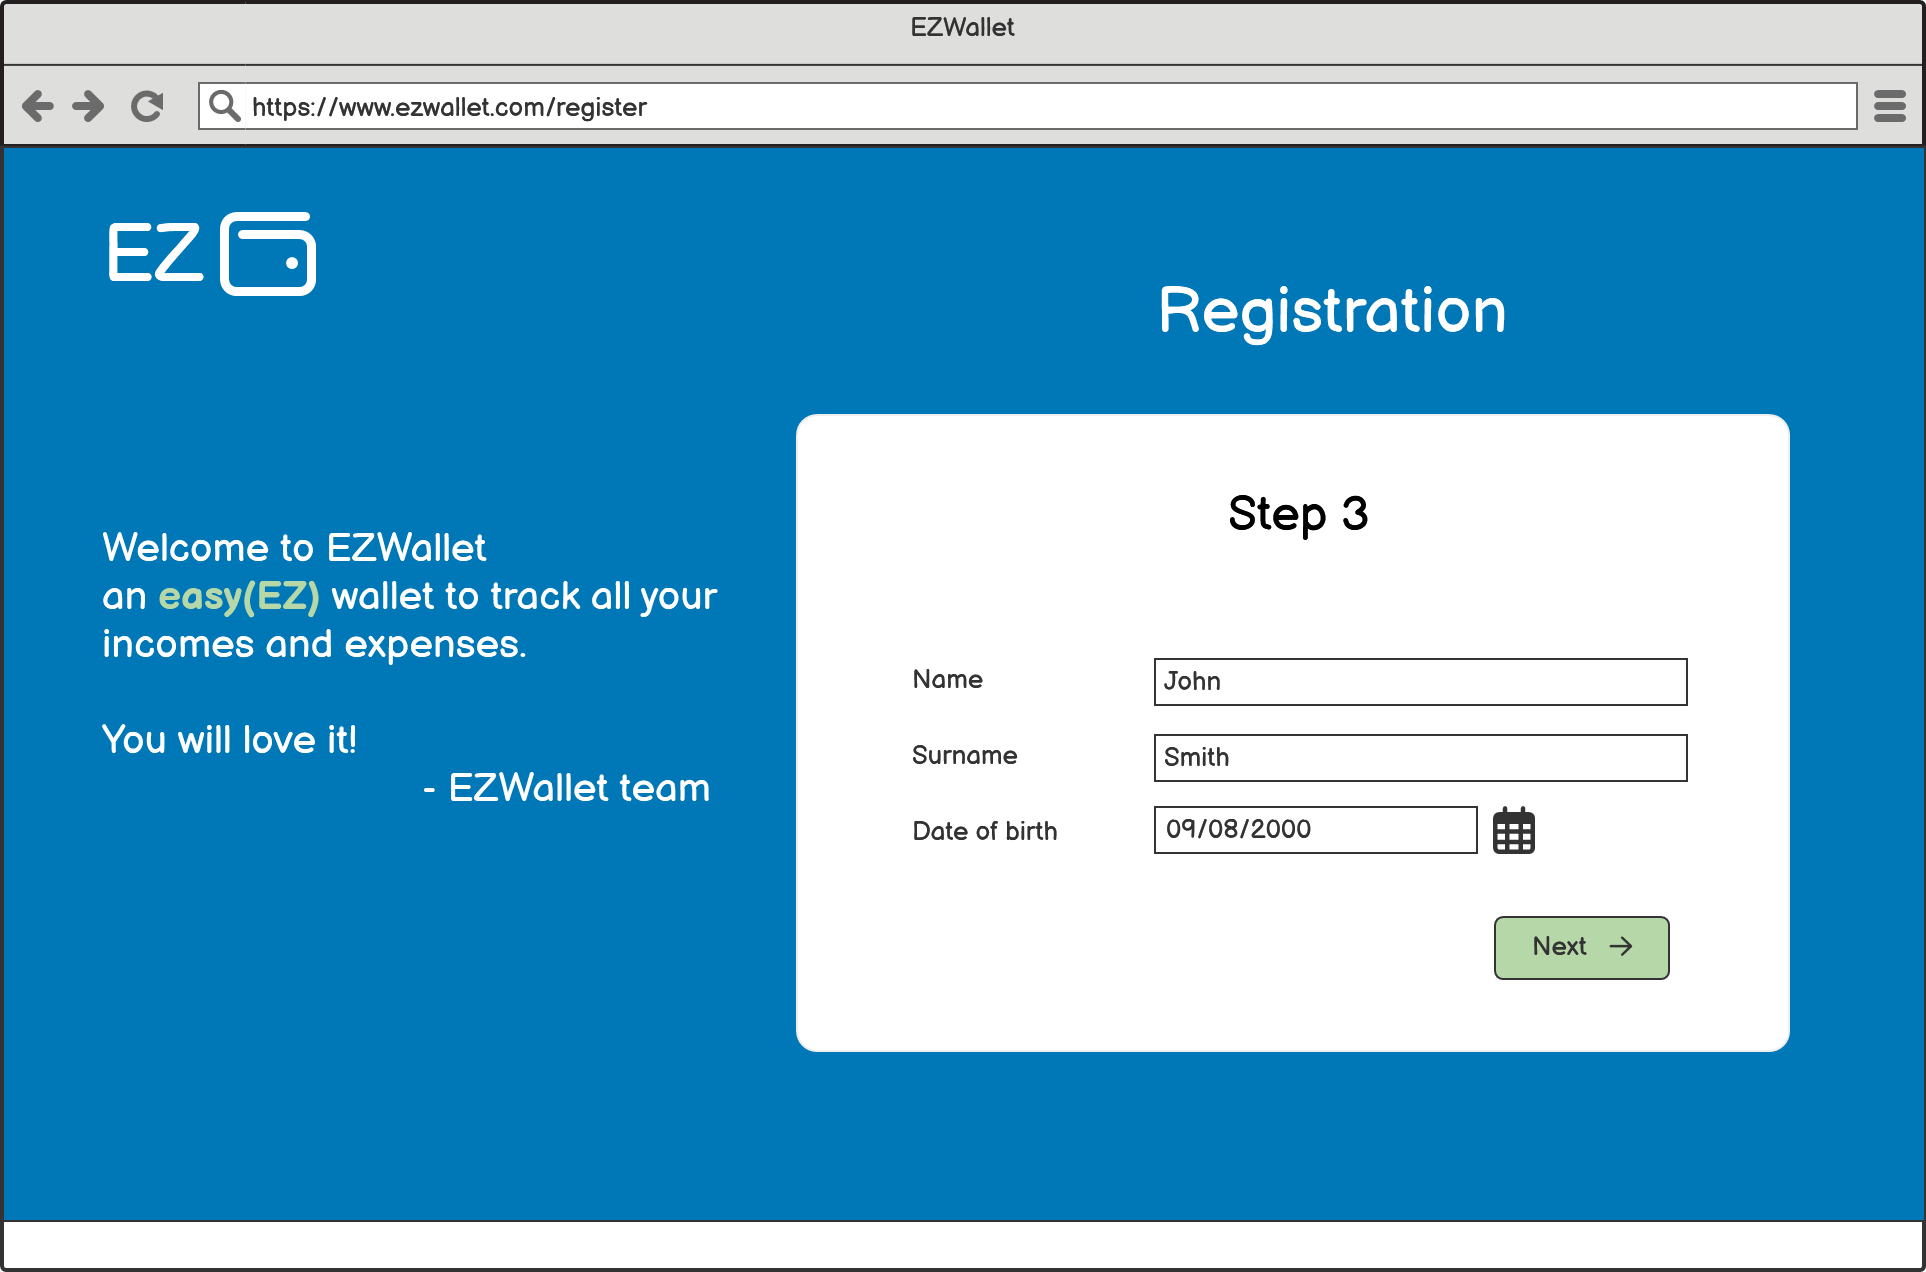 EZWallet
https://www.ezwallet.com/register
EZ
Registration
Welcome to EZWallet
an easy(EZ) wallet to track all your
incomes and expenses.
You will love it!
- EZWallet team
Step 3
Name
John
Surname
Smith
Date of birth
09/08/2000
Next